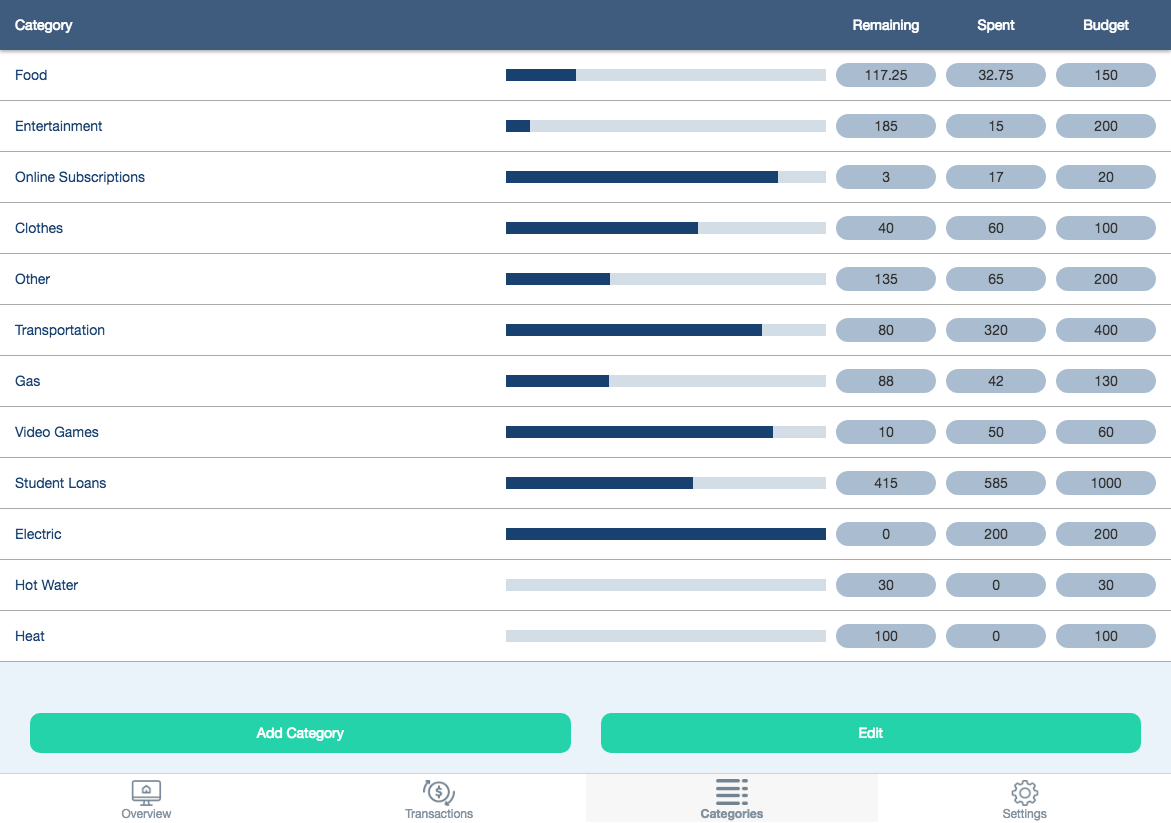 Category Remaining Spent Budget
Food 117.25 32.75 150
Entertainment 185 15 200
Online Subscriptions 3 17 20
Clothes 40 60 100
Other 135 65 200
Transportation 80 320 400
Gas 88 42 130
Video Games 10 50 60
Student Loans 415 585 1000
Electric 0 200 200
Hot Water 30 0 30
Heat 100 0 100
Add Category Edit
Overview Transactions Categories Settings